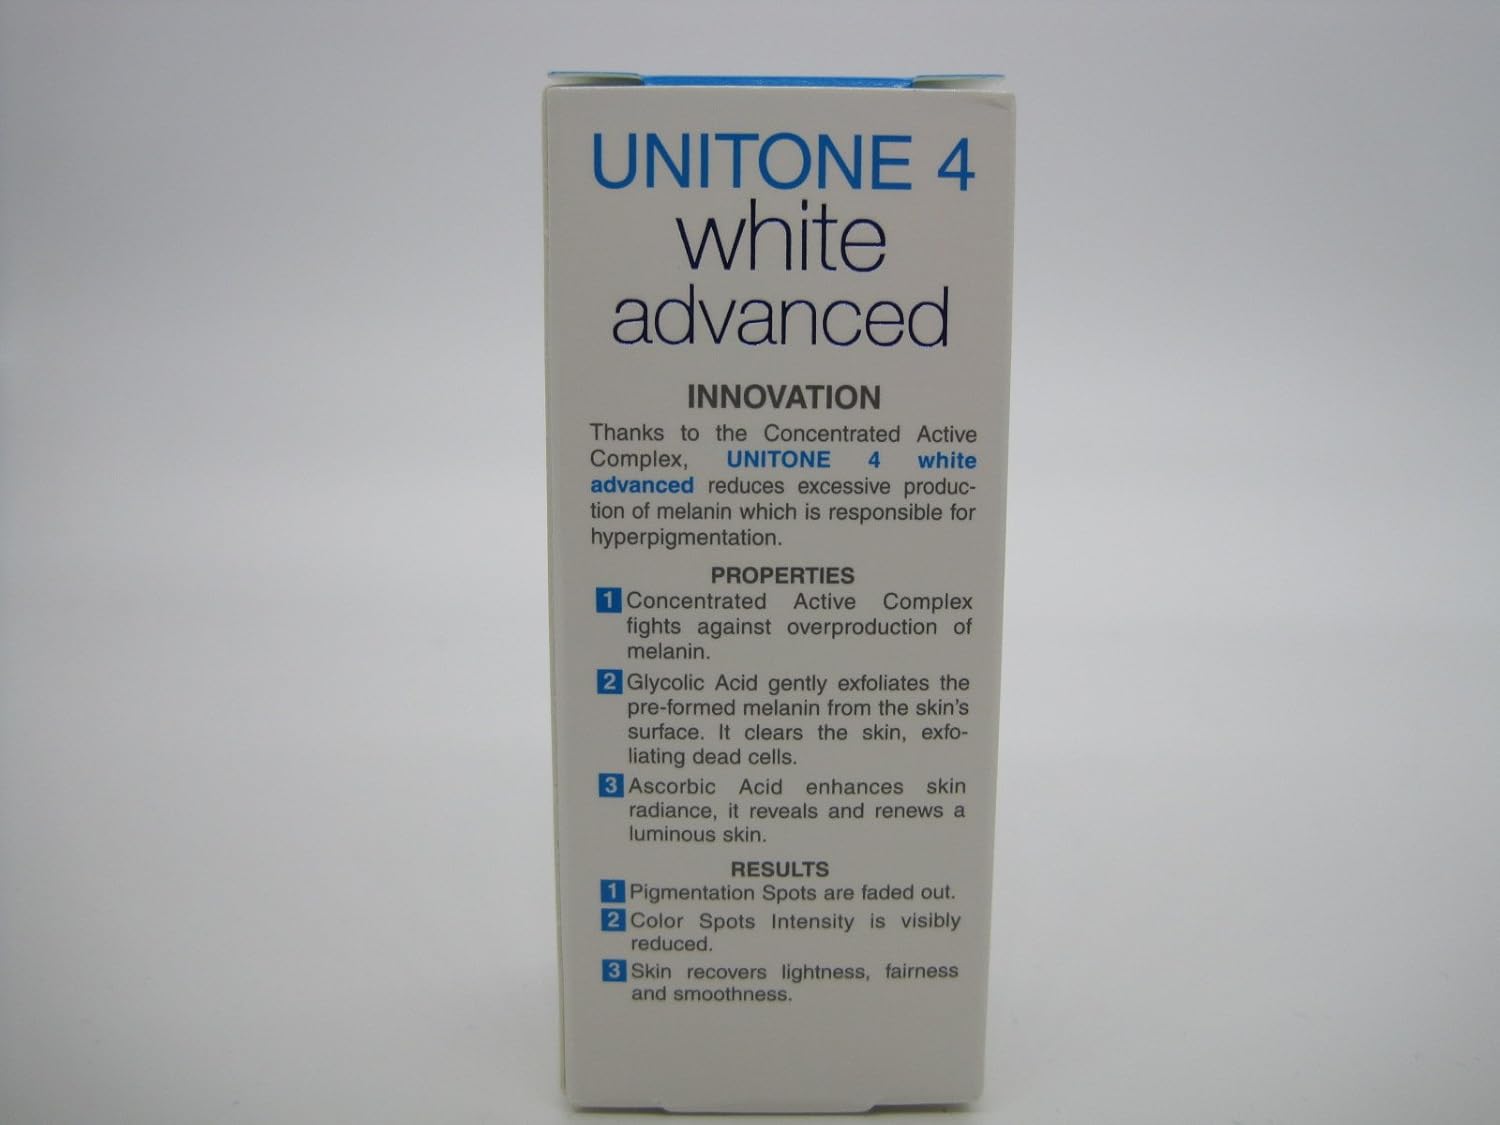 UNITONE 4
white
advanced
INNOVATION
Thanks to the Concentrated Active
Complex, UNITONE 4 white
advanced reduces excessive produc-
tion of melanin which is responsible for
hyperpigmentation.
PROPERTIES
1 Concentrated Active Complex
fights against overproduction of
melanin.
2 Glycolic Acid gently exfoliates the
pre-formed melanin from the skin's
surface. It clears the skin, exfo-
liating dead cells.
3 Ascorbic Acid enhances skin
radiance, it reveals and renews a
luminous skin.
RESULTS
1 Pigmentation Spots are faded out.
2 Color Spots Intensity is visibly
reduced.
3 Skin recovers lightness, fairness
and smoothness.